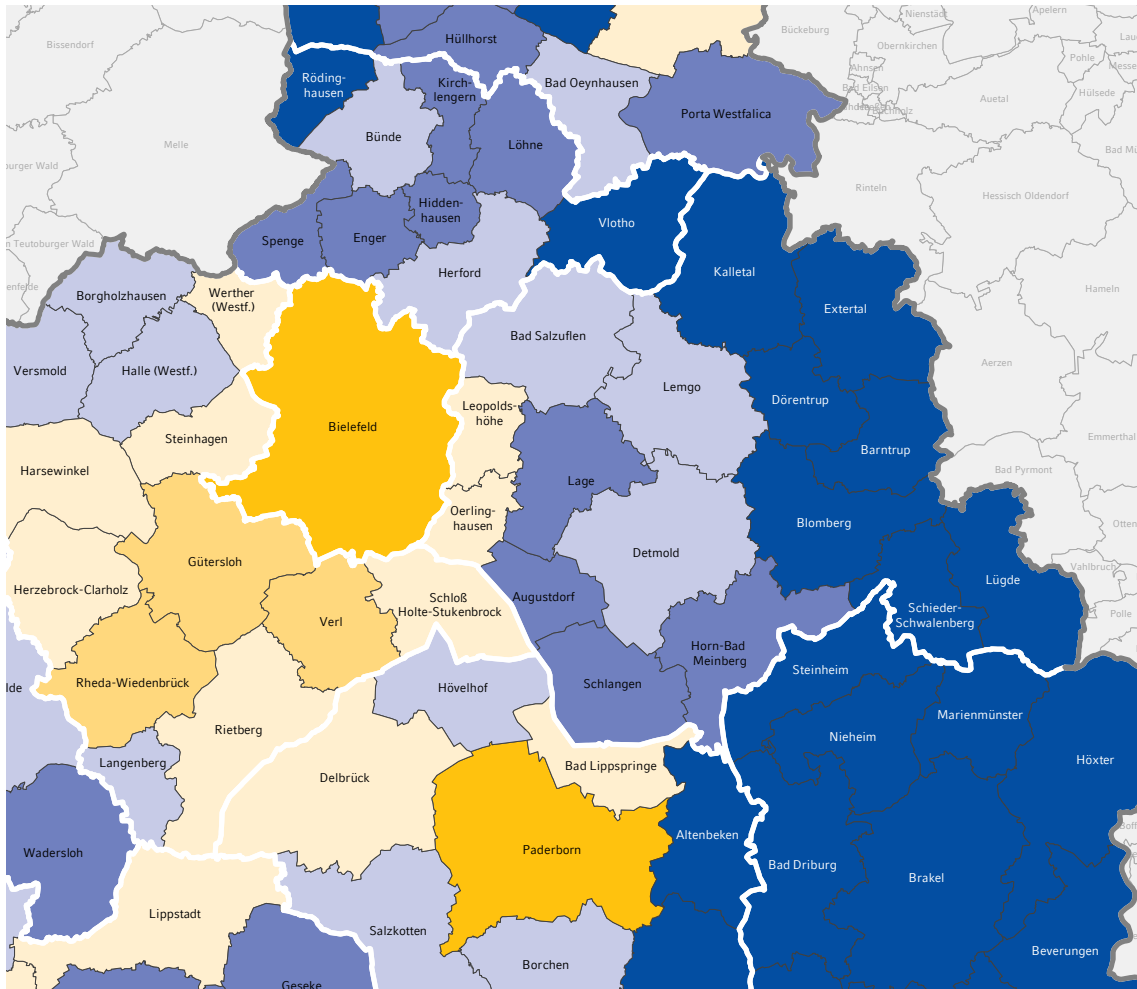 Apelern
Nienstädt
Bissendorf
Bückeburg
Hüllhorst
Obernkirchen
Pohle
Ahnsen
Röding-
hausen
Kirch-
lengern
Bad Oeynhausen
Bad Eilsen
Auetal
Hülsede
Buchholz
Porta Westfalica
Bünde
Löhne
Melle
Rinteln
Hessisch Oldendorf
Hidden-
hausen
Vlotho
Spenge
Enger
Herford
Kalletal
Hameln
Borgholzhausen
Werther
(Westf.)
Extertal
Bad Salzuflen
Aerzen
Versmold
Halle (Westf.)
Lemgo
Dörentrup
Leopolds-
höhe
Bielefeld
Steinhagen
Emmerthal
Barntrup
Harsewinkel
Bad Pyrmont
Lage
Oerling-
hausen
Blomberg
Detmold
Gütersloh
Vahlbruch
Lügde
Herzebrock-Clarholz
Schloß
Holte-Stukenbrock
Augustdorf
Schieder-
Schwalenberg
Polle
Verl
Horn-Bad
Meinberg
Steinheim
Rheda-Wiedenbrück
Hövelhof
Schlangen
Marienmünster
Rietberg
Nieheim
Langenberg
Bad Lippspringe
Höxter
Delbrück
Altenbeken
Wadersloh
Paderborn
Bad Driburg
Brakel
Lippstadt
Salzkotten
Beverungen
Borchen
Geseke